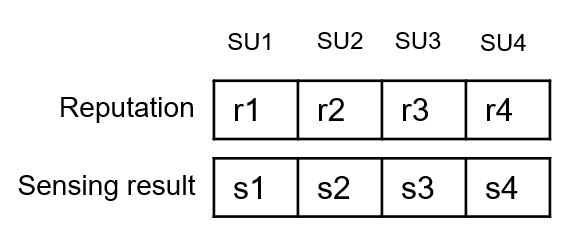 SU1 SU2 SU3 SU4
Reputation r1 r2 r3 r4
Sensing result s1 s2 s3 s4